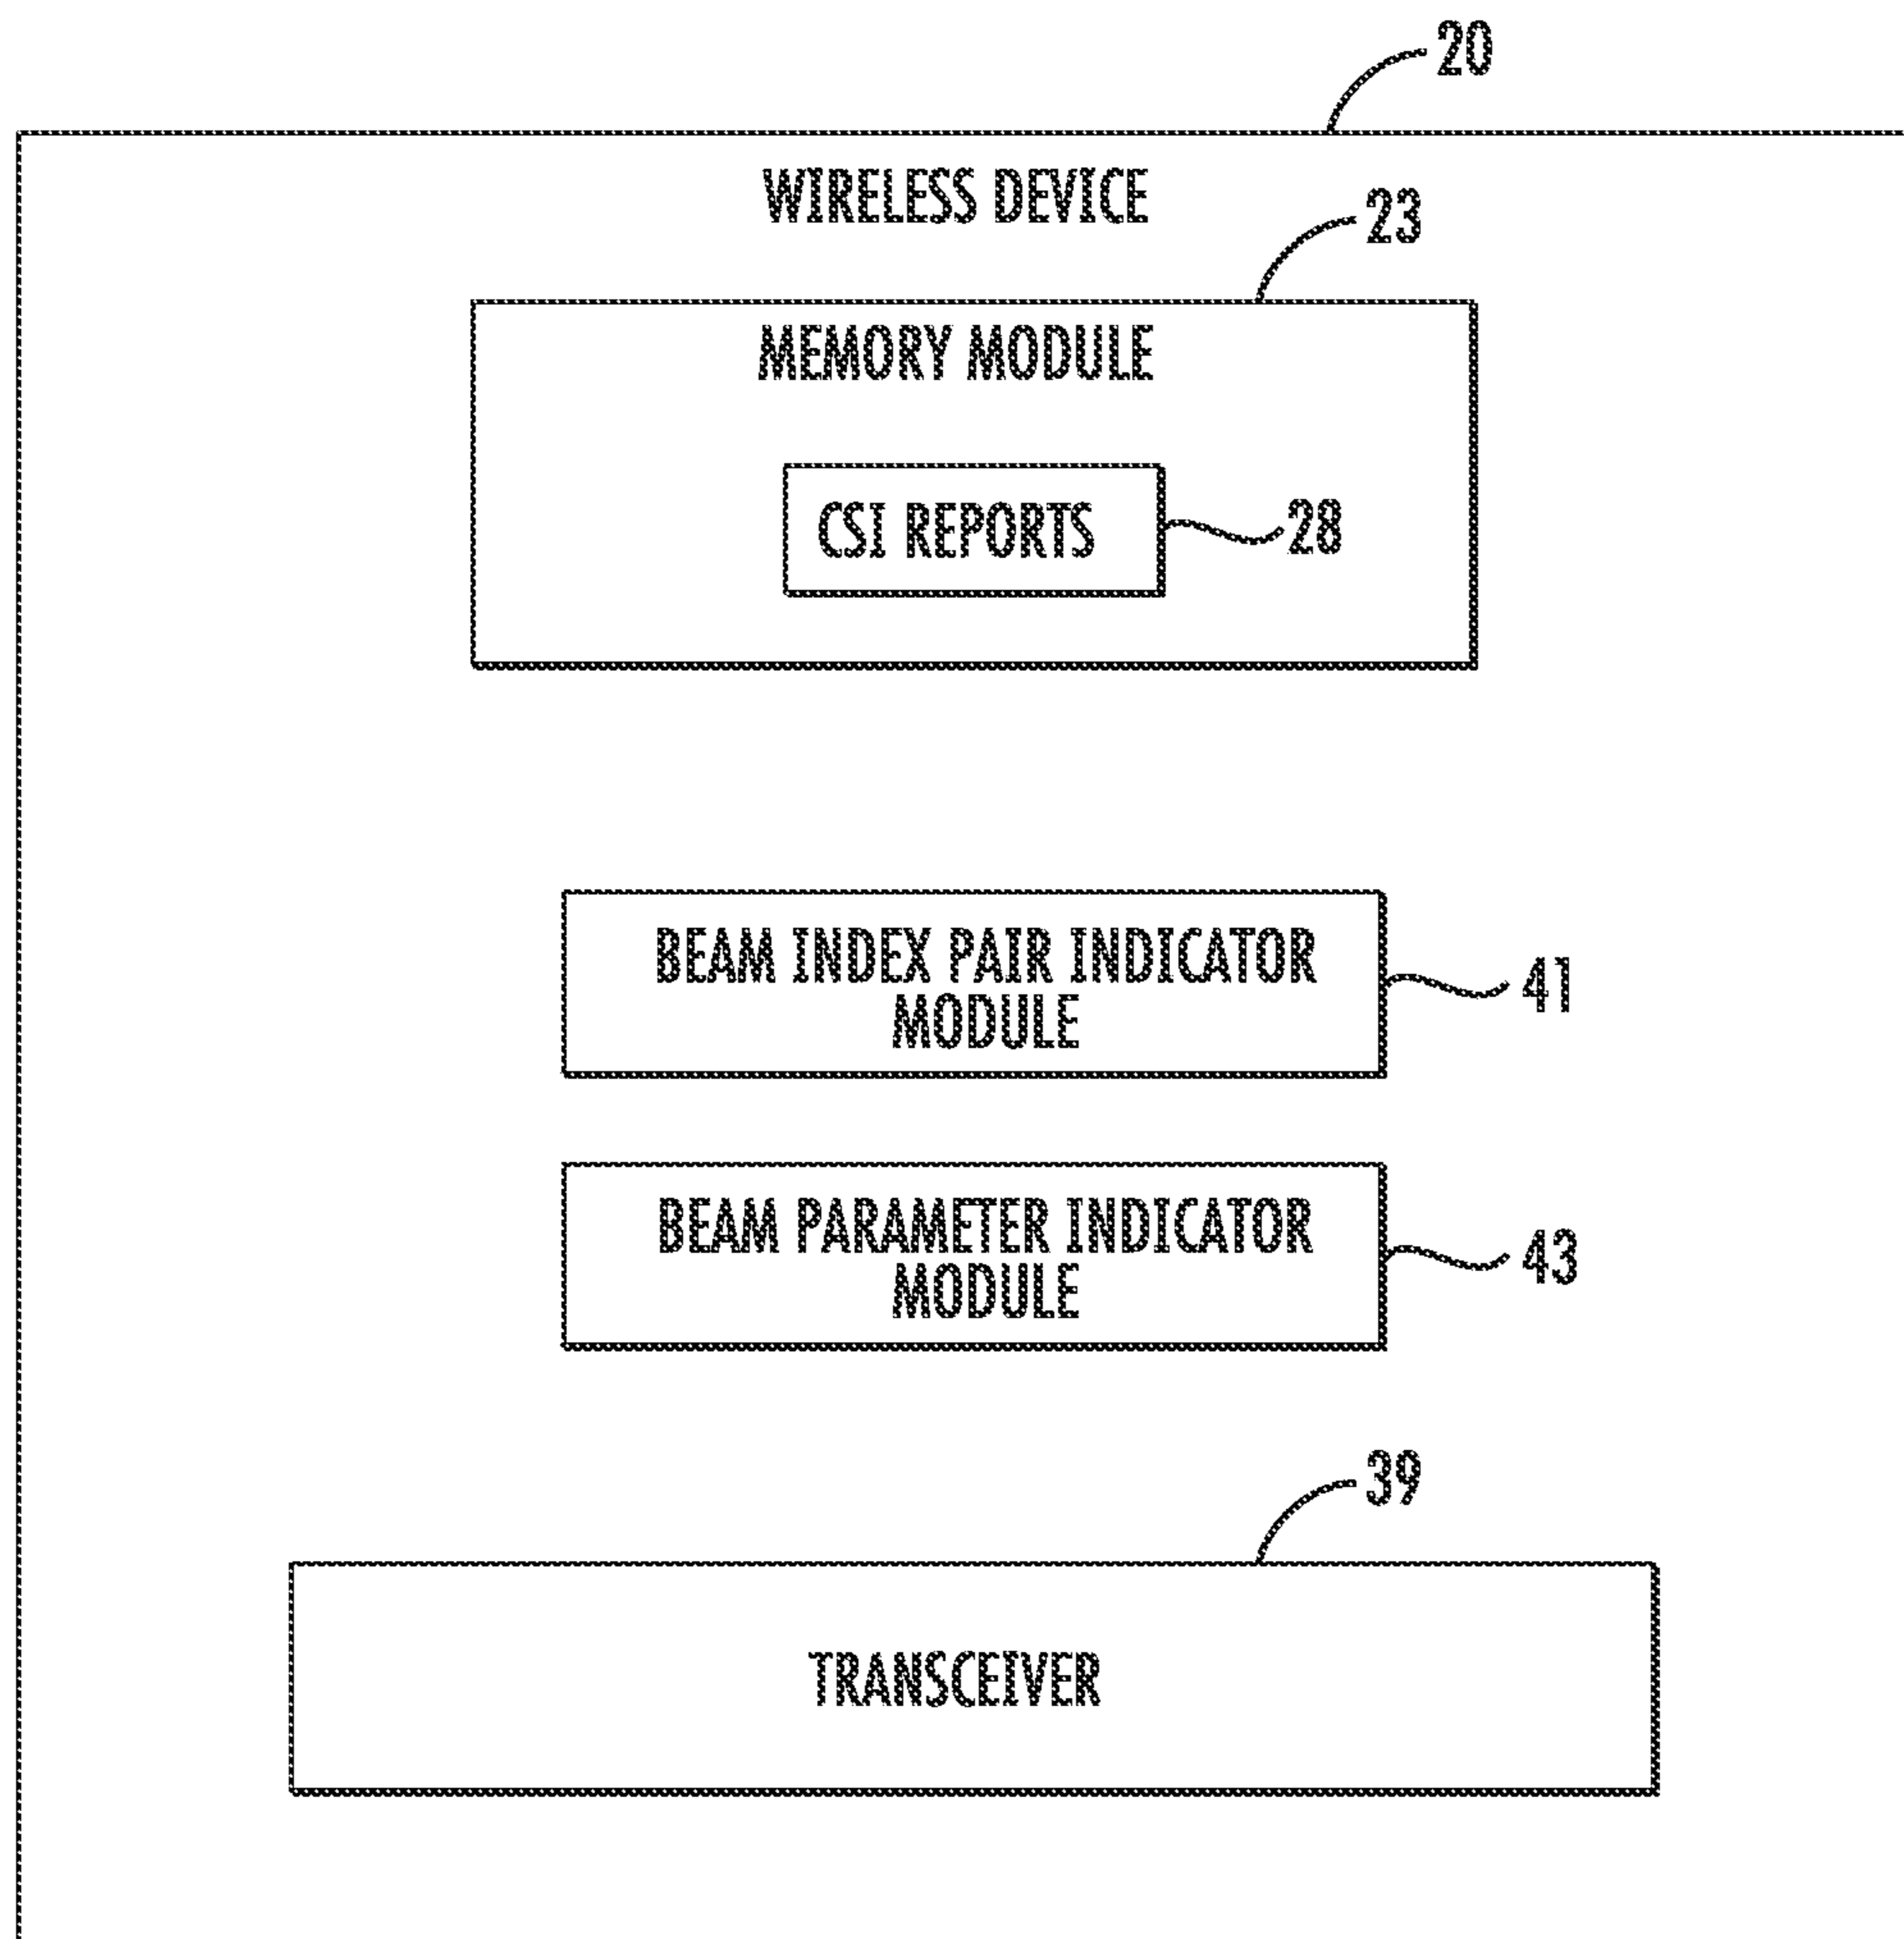 20
WIRELESS DEVICE
23
MEMORY MODULE
CSI REPORTS
28
BEAM INDEX PAIR INDICATOR
MODULE
41
BEAM PARAMETER INDICATOR
MODULE
43
39
TRANSCEIVER